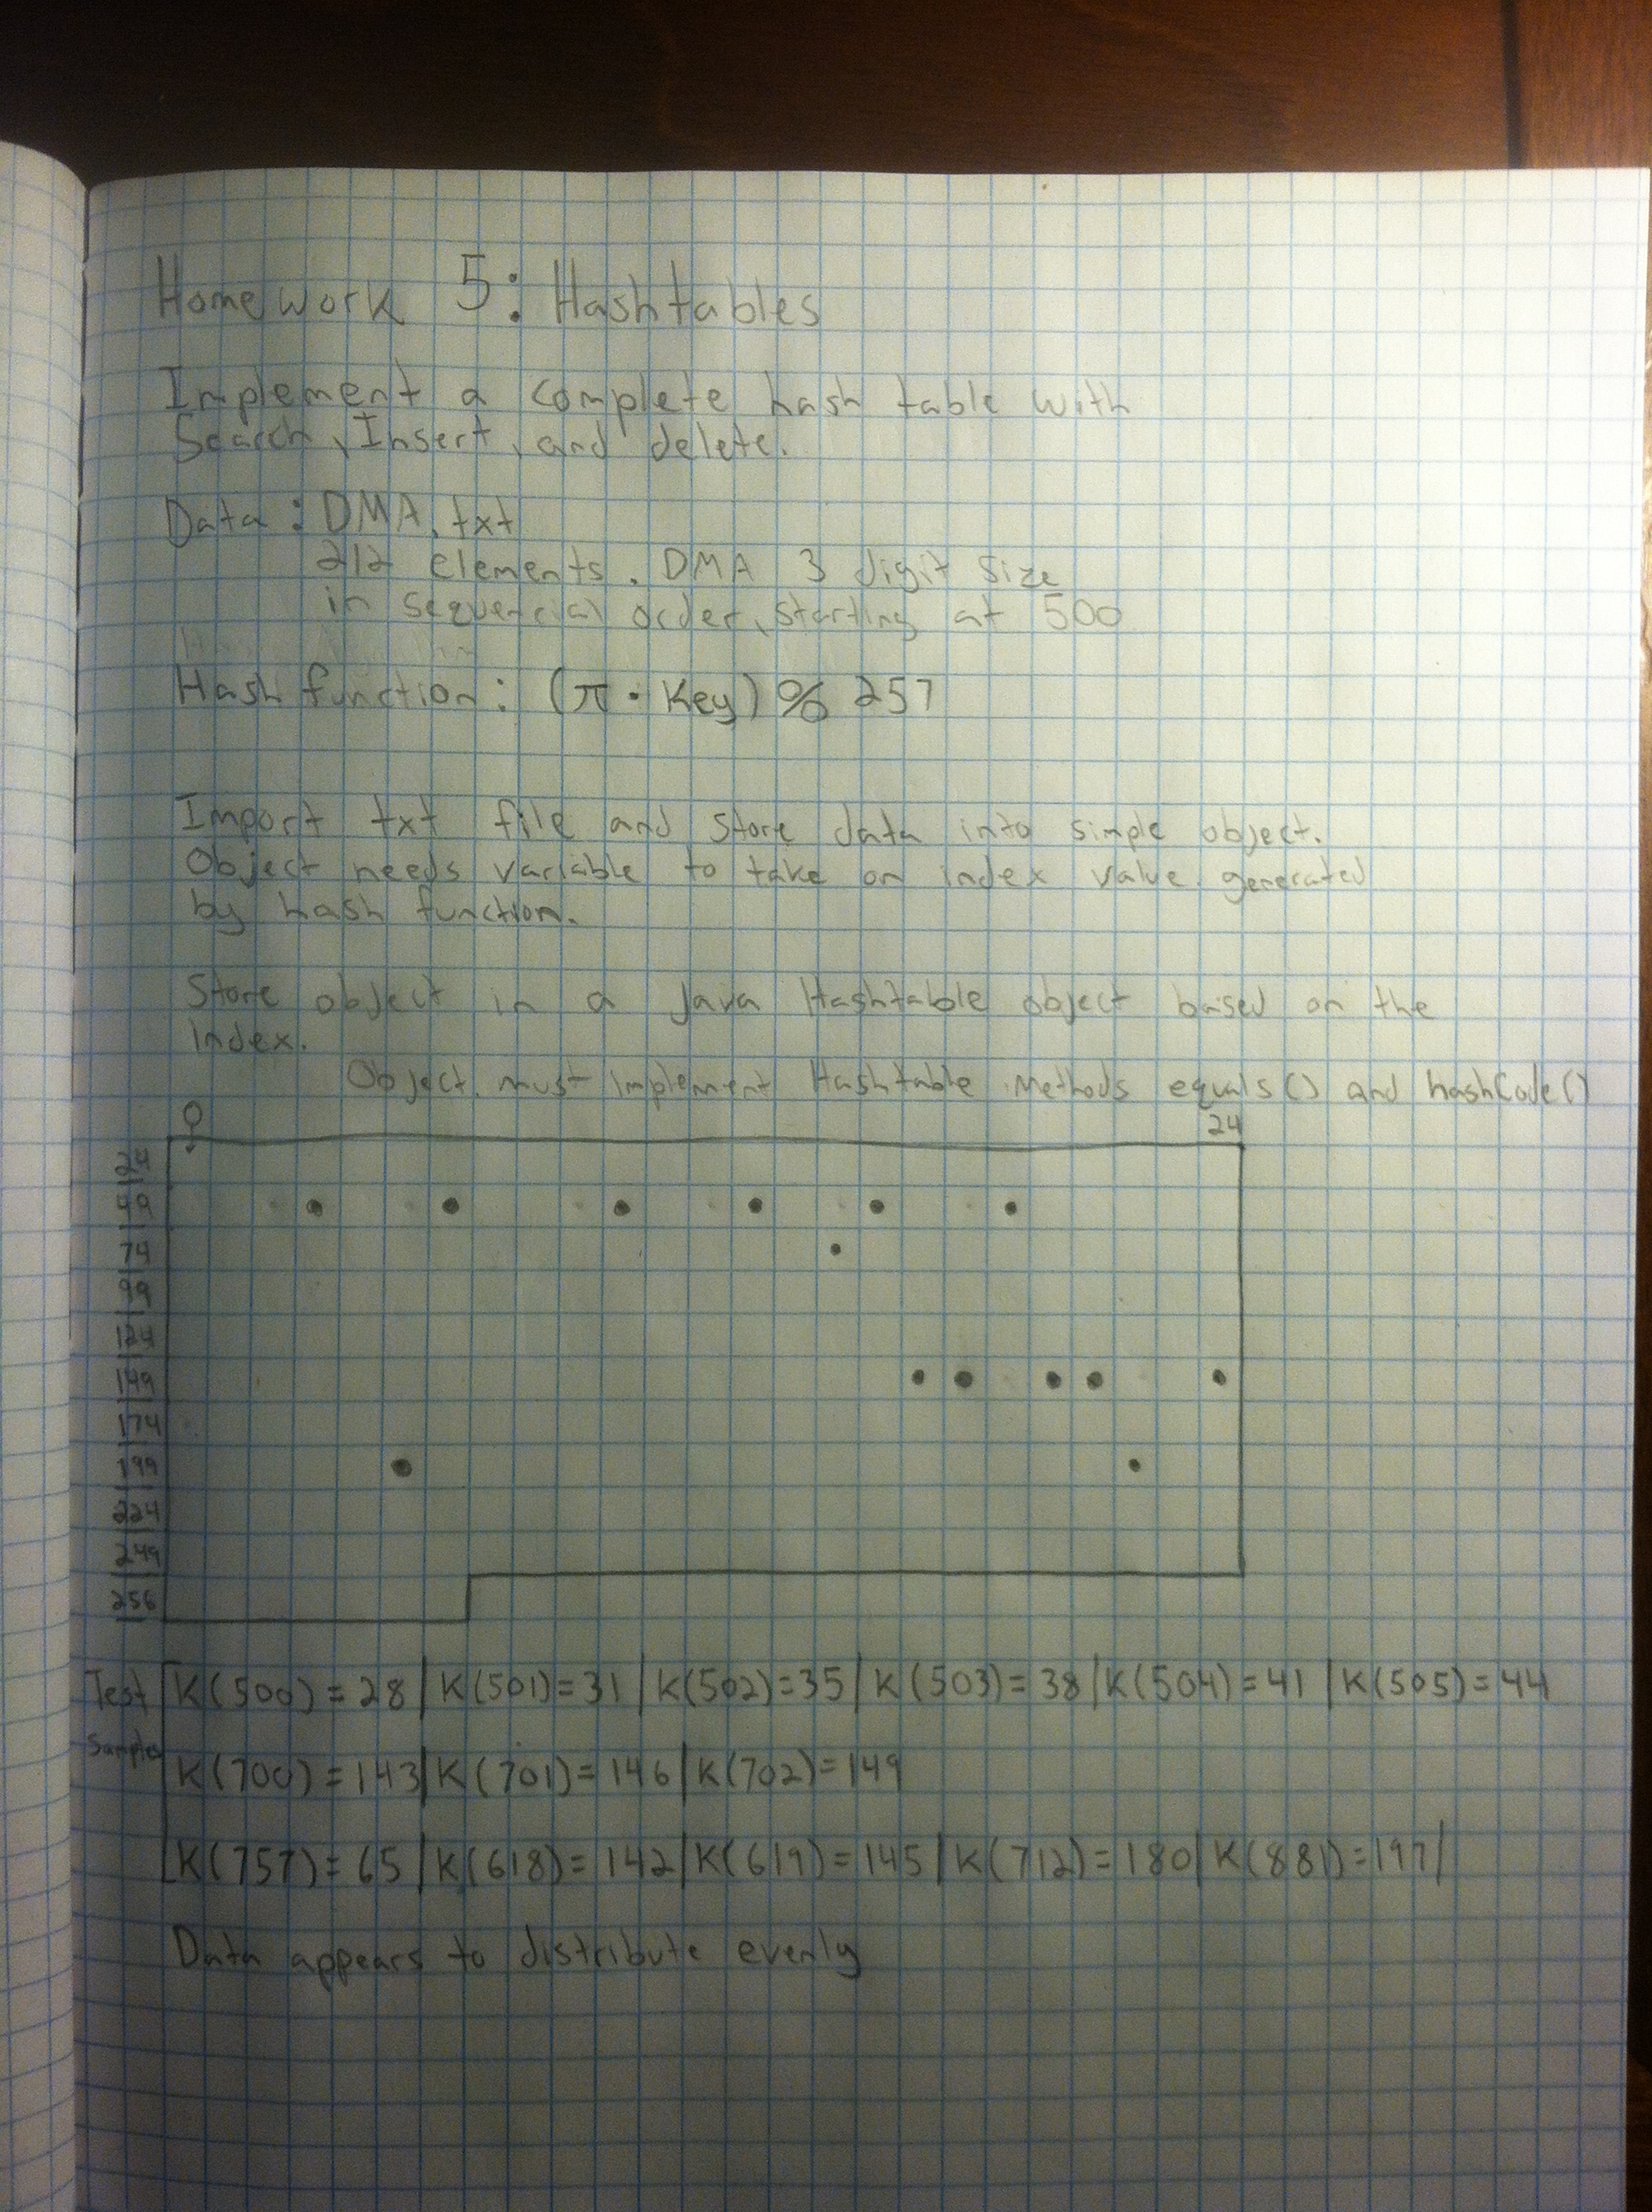 Homework 5: Hashtables
Implement a complete hash table with
Search, Insert, and delete.
Data: DMA.txt
212 elements. DMA 3 digit size
in sequencial order, starting at 500
Hash function: (π · Key) % 257
Import txt file and store data into simple object.
Object needs variable to take on index value generated
by hash function.
Store object in a Java Hashtable object based on the
index.
Object must implement Hashtable Methods equals() and hashCode()
0 24
24
49
74
99
124
149
174
199
224
249
256
Test K(500) = 28 | K(501) = 31 | K(502) = 35 | K(503) = 38 | K(504) = 41 | K(505) = 44
Samples K(700) = 143 | K(701) = 146 | K(702) = 149
K(757) = 65 | K(618) = 142 | K(619) = 145 | K(712) = 180 | K(881) = 197 |
Data appears to distribute evenly